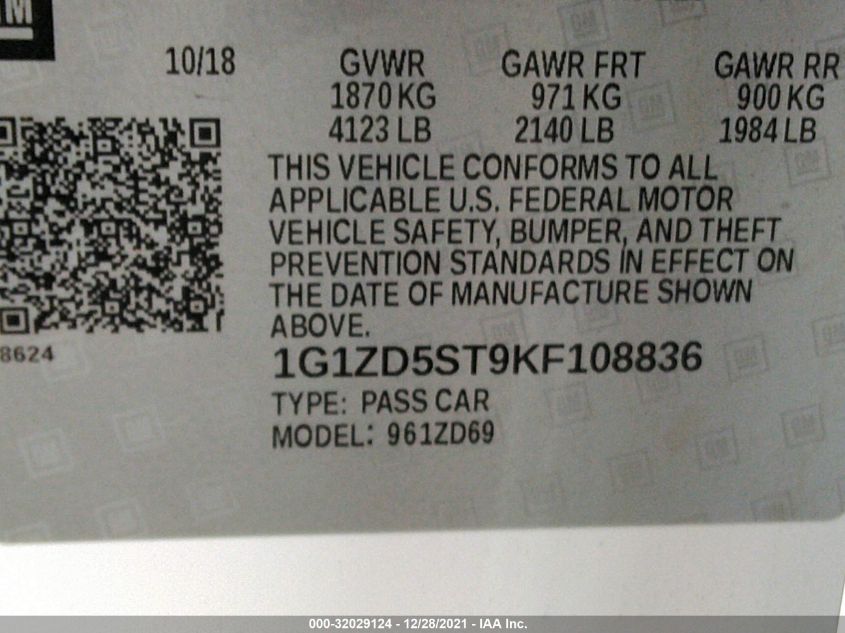 GM
10/18 GVWR GAWR FRT GAWR RR
1870 KG 971 KG 900 KG
4123 LB 2140 LB 1984 LB
THIS VEHICLE CONFORMS TO ALL
APPLICABLE U.S. FEDERAL MOTOR
VEHICLE SAFETY, BUMPER, AND THEFT
PREVENTION STANDARDS IN EFFECT ON
THE DATE OF MANUFACTURE SHOWN
ABOVE.
8624
1G1ZD5ST9KF108836
TYPE: PASS CAR
MODEL: 961ZD69
000-32029124 - 12/28/2021 - IAA Inc.